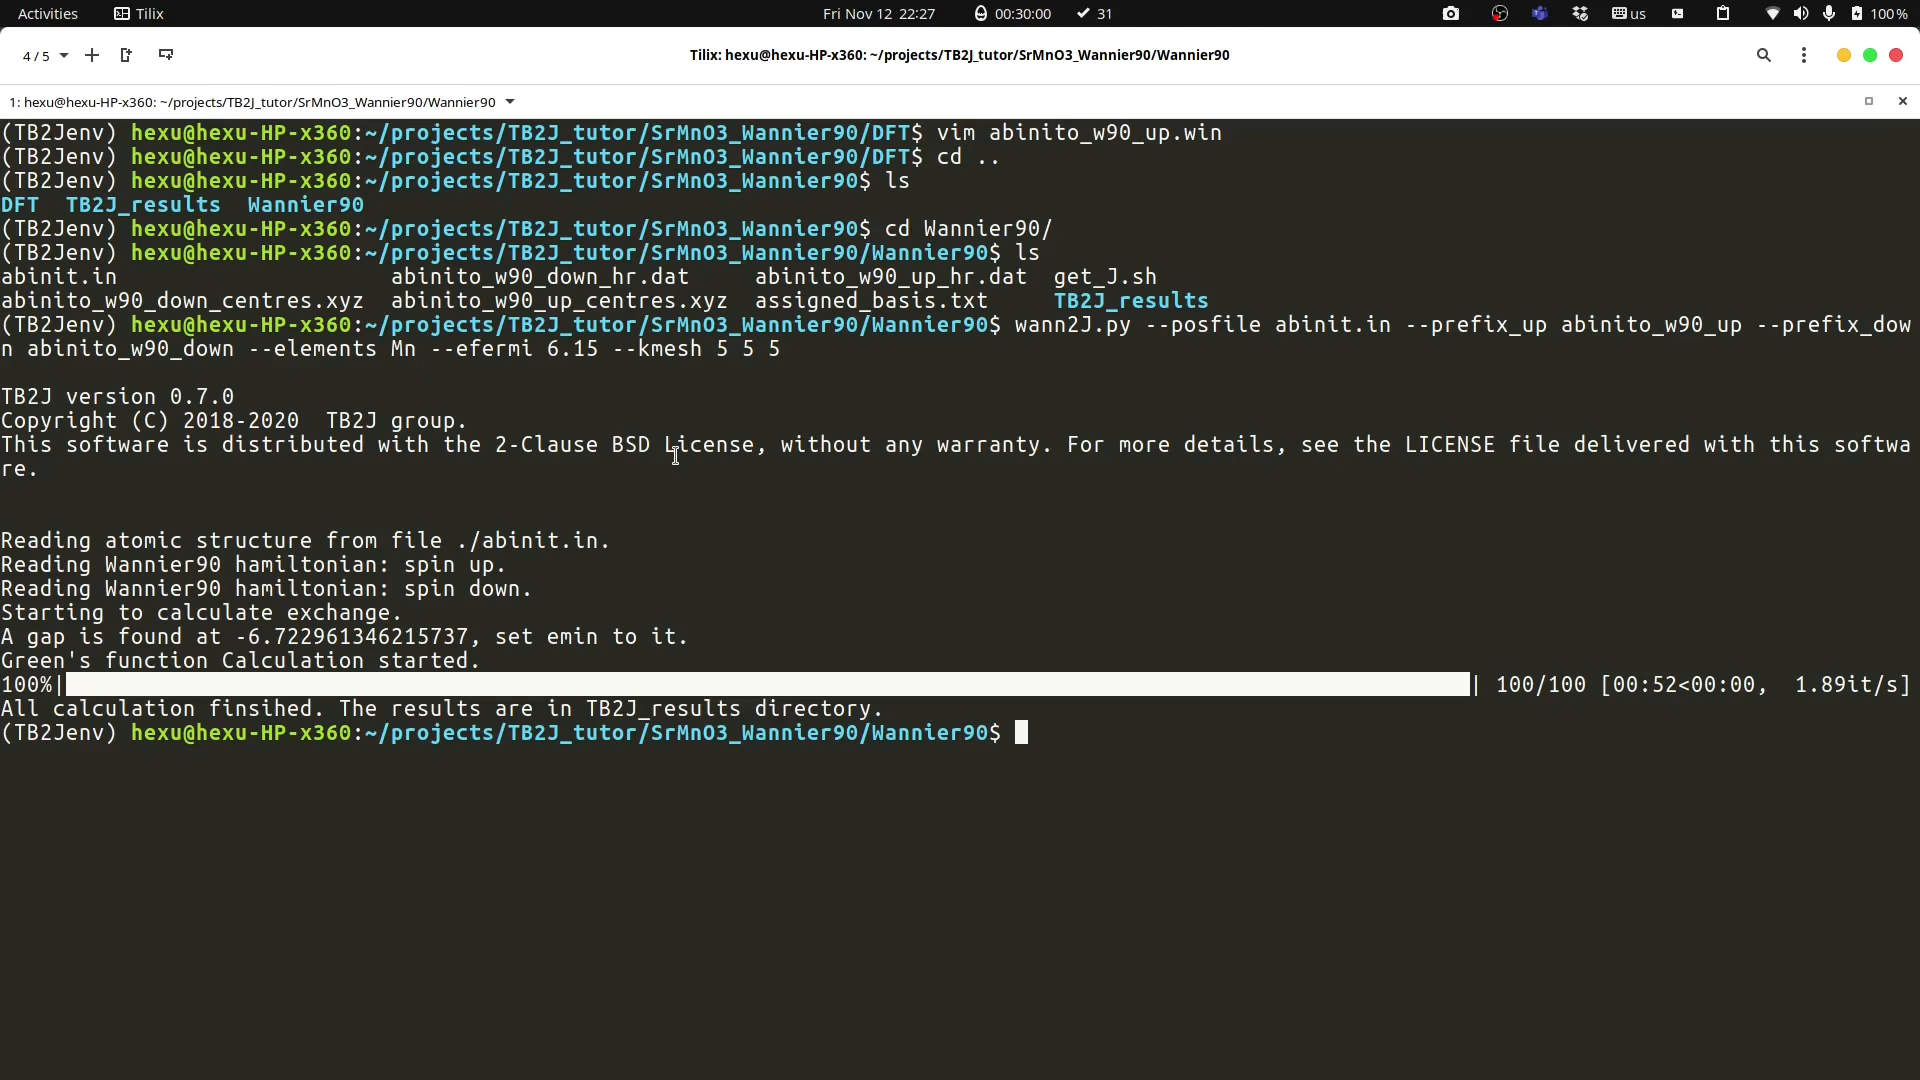 Activities Tilix Fri Nov 12 22:27 00:30:00 31 us 100%
4 / 5 Tilix: hexu@hexu-HP-x360: ~/projects/TB2J_tutor/SrMnO3_Wannier90/Wannier90
1: hexu@hexu-HP-x360: ~/projects/TB2J_tutor/SrMnO3_Wannier90/Wannier90
(TB2Jenv) hexu@hexu-HP-x360:~/projects/TB2J_tutor/SrMnO3_Wannier90/DFT$ vim abinito_w90_up.win
(TB2Jenv) hexu@hexu-HP-x360:~/projects/TB2J_tutor/SrMnO3_Wannier90/DFT$ cd ..
(TB2Jenv) hexu@hexu-HP-x360:~/projects/TB2J_tutor/SrMnO3_Wannier90$ ls
DFT  TB2J_results  Wannier90
(TB2Jenv) hexu@hexu-HP-x360:~/projects/TB2J_tutor/SrMnO3_Wannier90$ cd Wannier90/
(TB2Jenv) hexu@hexu-HP-x360:~/projects/TB2J_tutor/SrMnO3_Wannier90/Wannier90$ ls
abinit.in                     abinito_w90_down_hr.dat     abinito_w90_up_hr.dat  get_J.sh
abinito_w90_down_centres.xyz  abinito_w90_up_centres.xyz  assigned_basis.txt     TB2J_results
(TB2Jenv) hexu@hexu-HP-x360:~/projects/TB2J_tutor/SrMnO3_Wannier90/Wannier90$ wann2J.py --posfile abinit.in --prefix_up abinito_w90_up --prefix_dow
n abinito_w90_down --elements Mn --efermi 6.15 --kmesh 5 5 5
TB2J version 0.7.0
Copyright (C) 2018-2020  TB2J group.
This software is distributed with the 2-Clause BSD License, without any warranty. For more details, see the LICENSE file delivered with this softwa
re.
Reading atomic structure from file ./abinit.in.
Reading Wannier90 hamiltonian: spin up.
Reading Wannier90 hamiltonian: spin down.
Starting to calculate exchange.
A gap is found at -6.722961346215737, set emin to it.
Green's function Calculation started.
100%| | 100/100 [00:52<00:00,  1.89it/s]
All calculation finsihed. The results are in TB2J_results directory.
(TB2Jenv) hexu@hexu-HP-x360:~/projects/TB2J_tutor/SrMnO3_Wannier90/Wannier90$